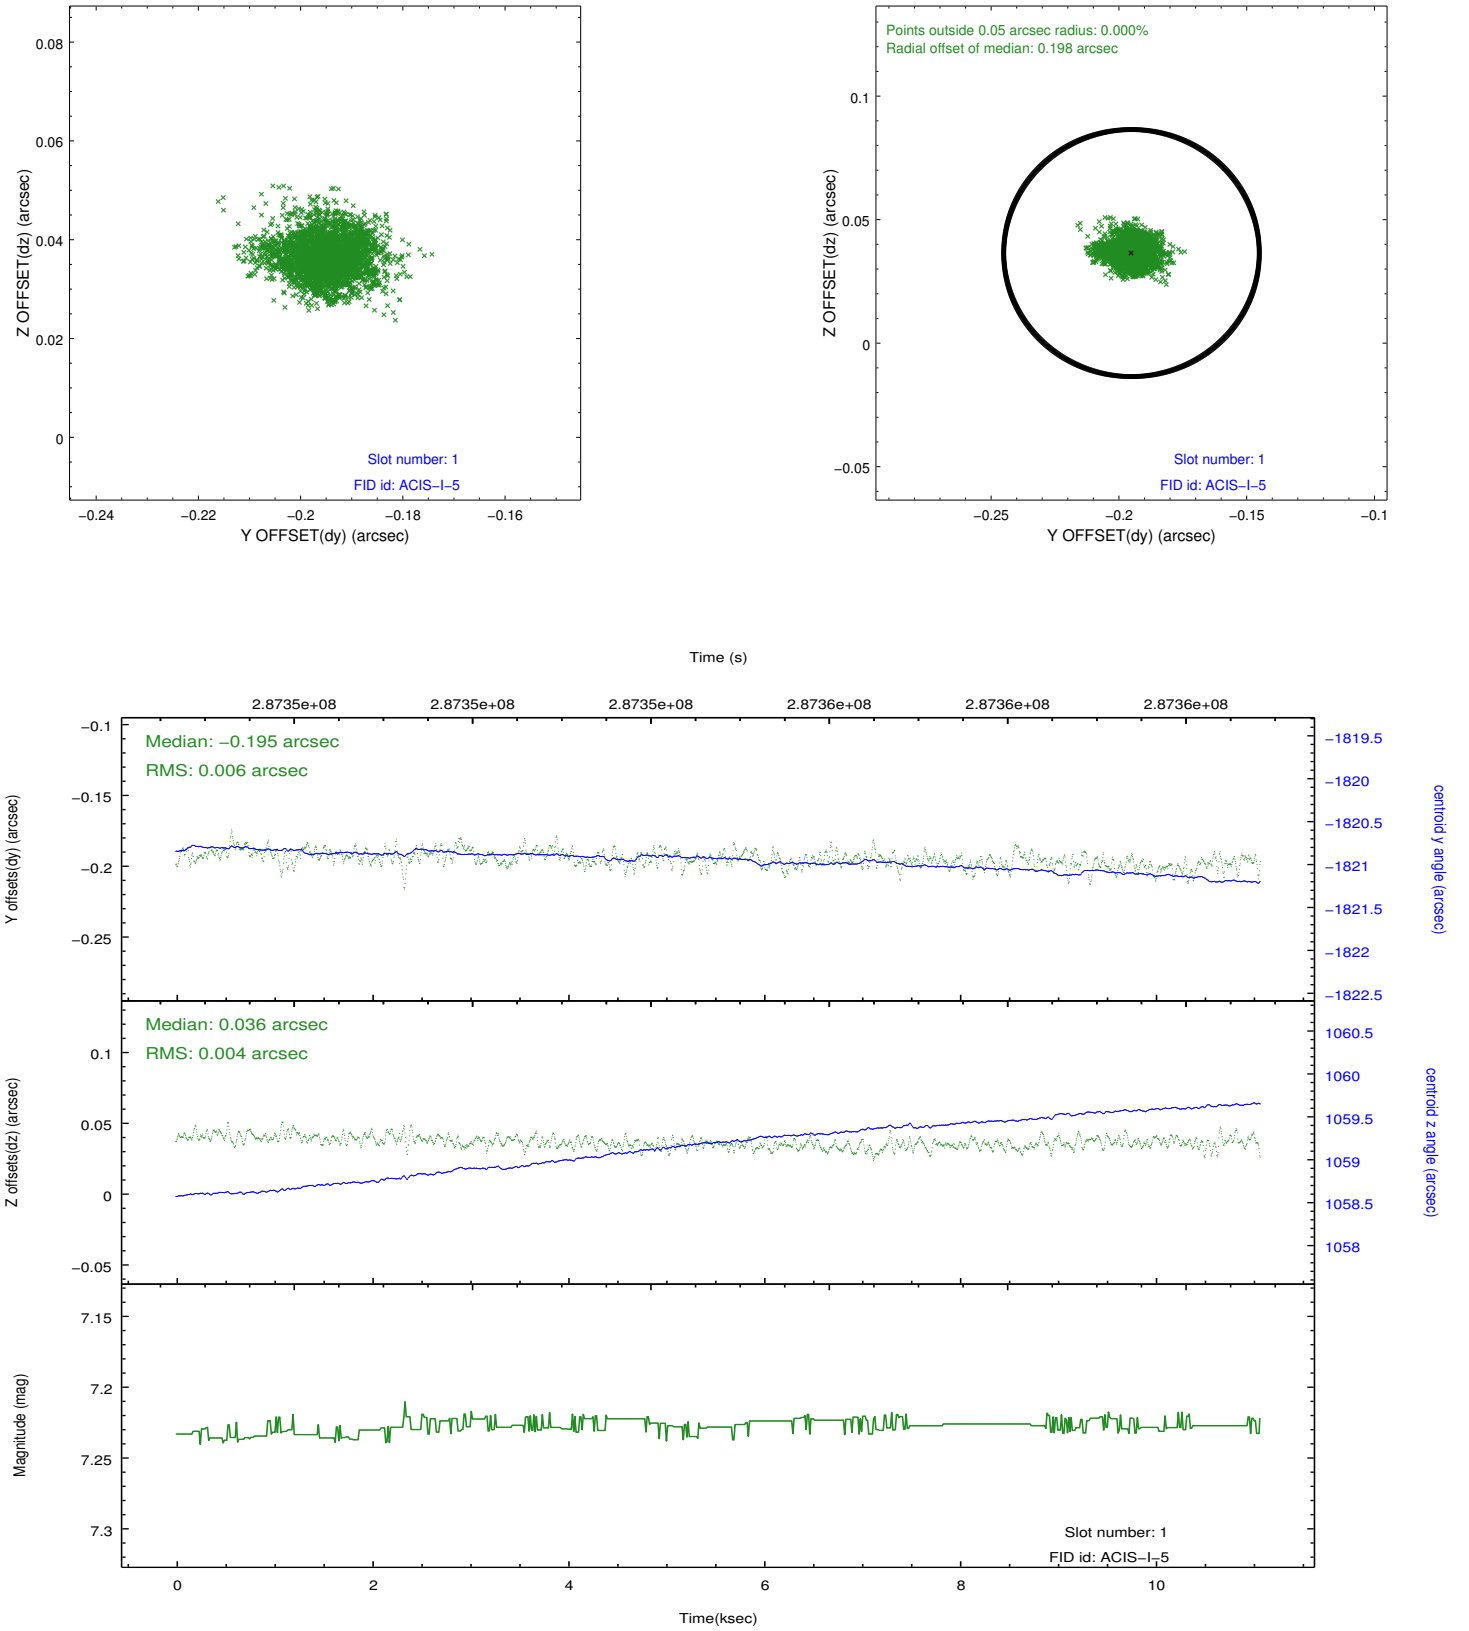 0.08
0.06
0.04
0.02
0
Z OFFSET(dz) (arcsec)
Slot number: 1
FID id: ACIS−I−5
−0.24 −0.22 −0.2 −0.18 −0.16
Y OFFSET(dy) (arcsec)
Points outside 0.05 arcsec radius: 0.000%
Radial offset of median: 0.198 arcsec
0.1
0.05
0
−0.05
Z OFFSET(dz) (arcsec)
Slot number: 1
FID id: ACIS−I−5
−0.25 −0.2 −0.15 −0.1
Y OFFSET(dy) (arcsec)
Time (s)
2.8735e+08 2.8735e+08 2.8735e+08 2.8736e+08 2.8736e+08 2.8736e+08
Median: −0.195 arcsec
RMS: 0.006 arcsec
−0.1
−0.15
−0.2
−0.25
Y offsets(dy) (arcsec)
−1819.5
−1820
−1820.5
−1821
−1821.5
−1822
−1822.5
centroid y angle (arcsec)
Median: 0.036 arcsec
RMS: 0.004 arcsec
0.1
0.05
0
−0.05
Z offsets(dz) (arcsec)
1060.5
1060
1059.5
1059
1058.5
1058
centroid z angle (arcsec)
7.15
7.2
7.25
7.3
Magnitude (mag)
Slot number: 1
FID id: ACIS−I−5
0 2 4 6 8 10
Time(ksec)